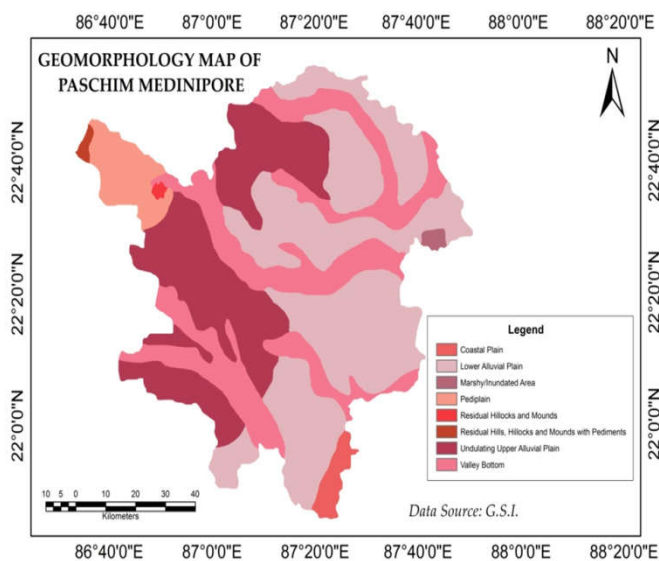 86°40'0"E 87°0'0"E 87°20'0"E 87°40'0"E 88°0'0"E 88°20'0"E
GEOMORPHOLOGY MAP OF
PASCHIM MEDINIPORE
N
22°40'0"N
22°20'0"N
22°0'0"N
22°40'0"N
22°20'0"N
22°0'0"N
Legend
Coastal Plain
Lower Alluvial Plain
Marshy/Inundated Area
Pediplain
Residual Hillocks and Mounds
Residual Hills, Hillocks and Mounds with Pediments
Undulating Upper Alluvial Plain
Valley Bottom
10 5 0 10 20 30 40
Kilometers
Data Source: G.S.I.
86°40'0"E 87°0'0"E 87°20'0"E 87°40'0"E 88°0'0"E 88°20'0"E